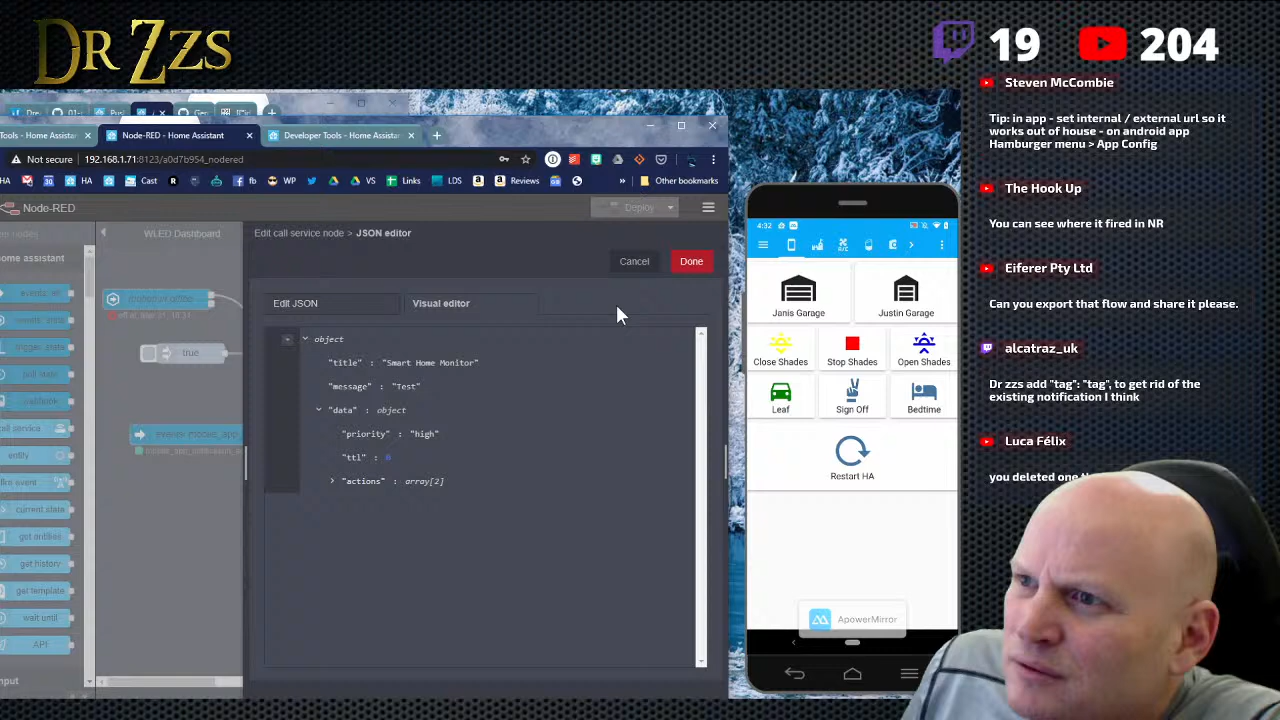 DR ZZS
19
204
Steven McCombie
Tip: in app - set internal / external url so it
works out of house - on android app
Hamburger menu > App Config
The Hook Up
You can see where it fired in NR
Eiferer Pty Ltd
Can you export that flow and share it please.
alcatraz_uk
Dr zzs add "tag": "tag", to get rid of the
existing notification I think
Luca Félix
you deleted one
Tools - Home Assistan
Node-RED - Home Assistant
Developer Tools - Home Assistant
Not secure 192.168.1.71:8123/a0d7b954_nodered
HA
HA
Cast
fb
WP
VS
Links
LDS
Reviews
Other bookmarks
Node-RED
Deploy
WLED Dashboard
Edit call service node > JSON editor
home assistant
Cancel
Done
Edit JSON
Visual editor
true
object
"title" : "Smart Home Monitor"
"message" : "Test"
"data" : object
"priority" : "high"
"ttl" : 0
"actions" : array[2]
call service
entity
fire event
current state
get entities
get history
get template
wait until
API
input
4:32
A/C
Janis Garage
Justin Garage
Close Shades
Stop Shades
Open Shades
Leaf
Sign Off
Bedtime
Restart HA
ApowerMirror